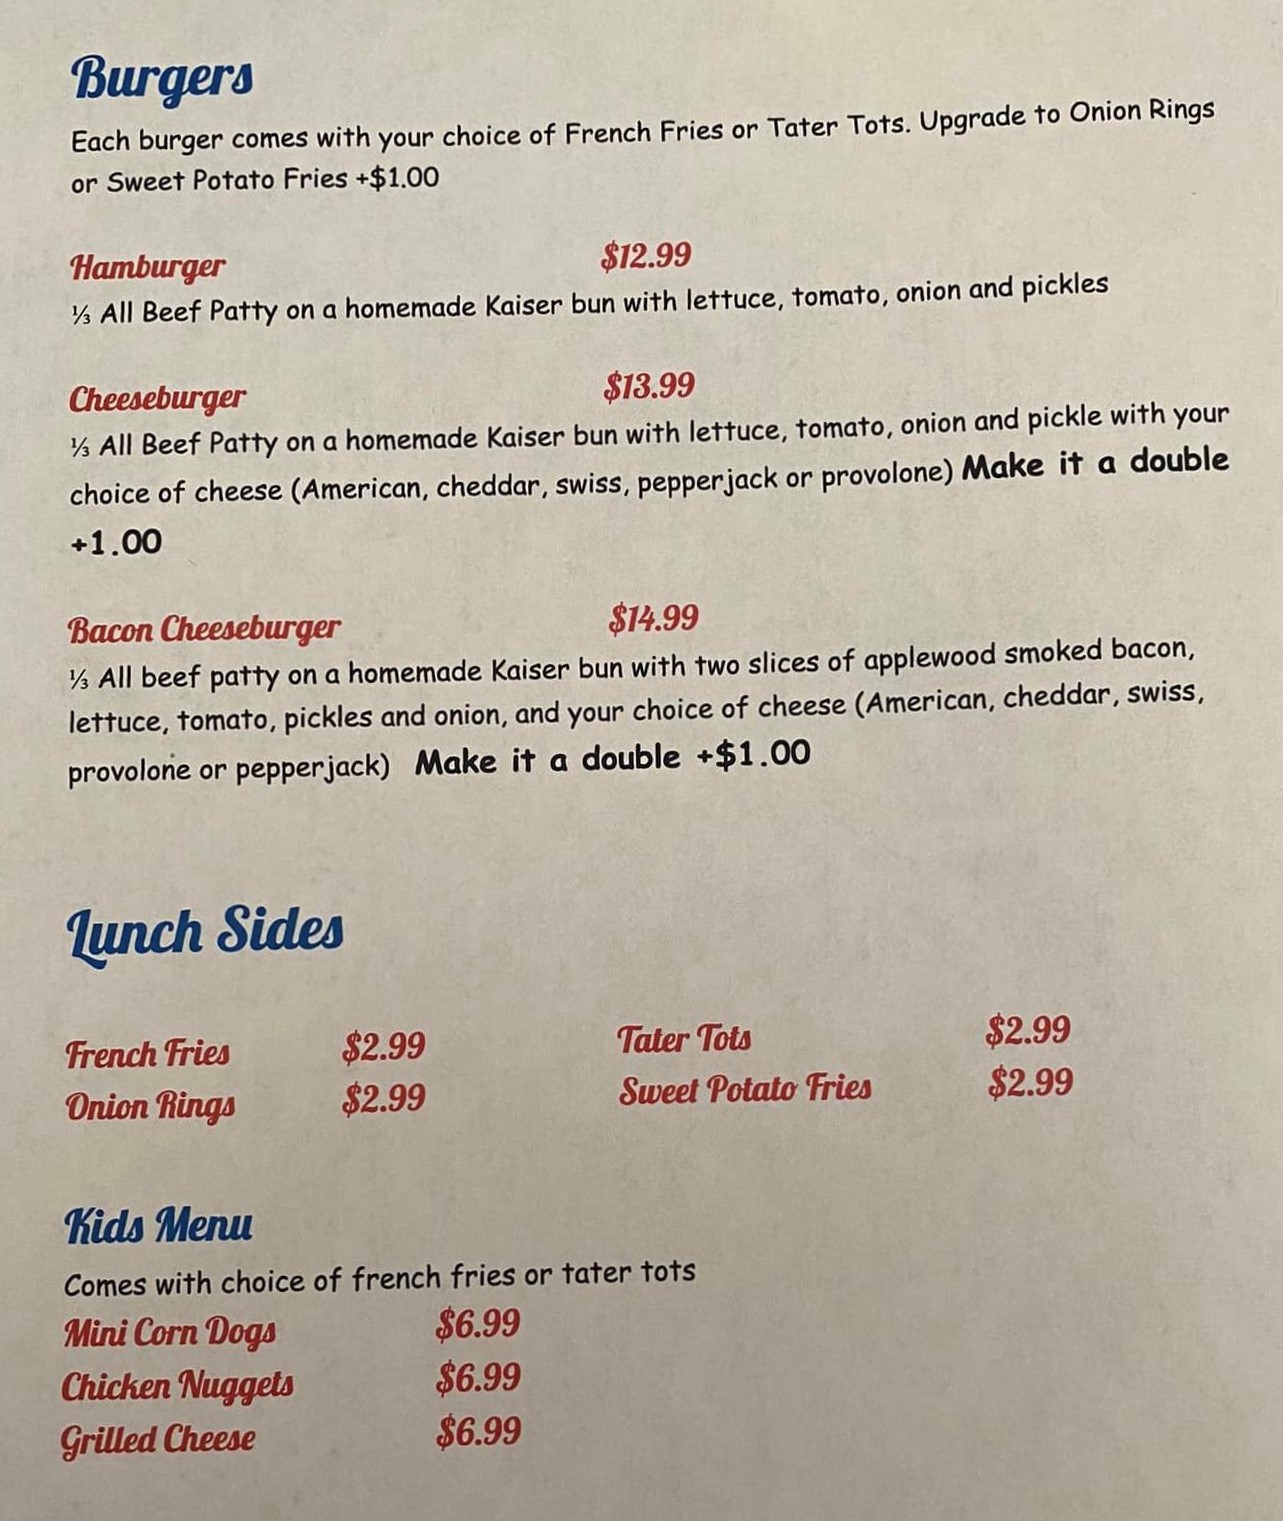 Burgers
Each burger comes with your choice of French Fries or Tater Tots. Upgrade to Onion Rings
or Sweet Potato Fries +$1.00
Hamburger $12.99
⅓ All Beef Patty on a homemade Kaiser bun with lettuce, tomato, onion and pickles
Cheeseburger $13.99
⅓ All Beef Patty on a homemade Kaiser bun with lettuce, tomato, onion and pickle with your
choice of cheese (American, cheddar, swiss, pepperjack or provolone) Make it a double
+1.00
Bacon Cheeseburger $14.99
⅓ All beef patty on a homemade Kaiser bun with two slices of applewood smoked bacon,
lettuce, tomato, pickles and onion, and your choice of cheese (American, cheddar, swiss,
provolone or pepperjack) Make it a double +$1.00
Lunch Sides
French Fries $2.99 Tater Tots $2.99
Onion Rings $2.99 Sweet Potato Fries $2.99
Kids Menu
Comes with choice of french fries or tater tots
Mini Corn Dogs $6.99
Chicken Nuggets $6.99
Grilled Cheese $6.99